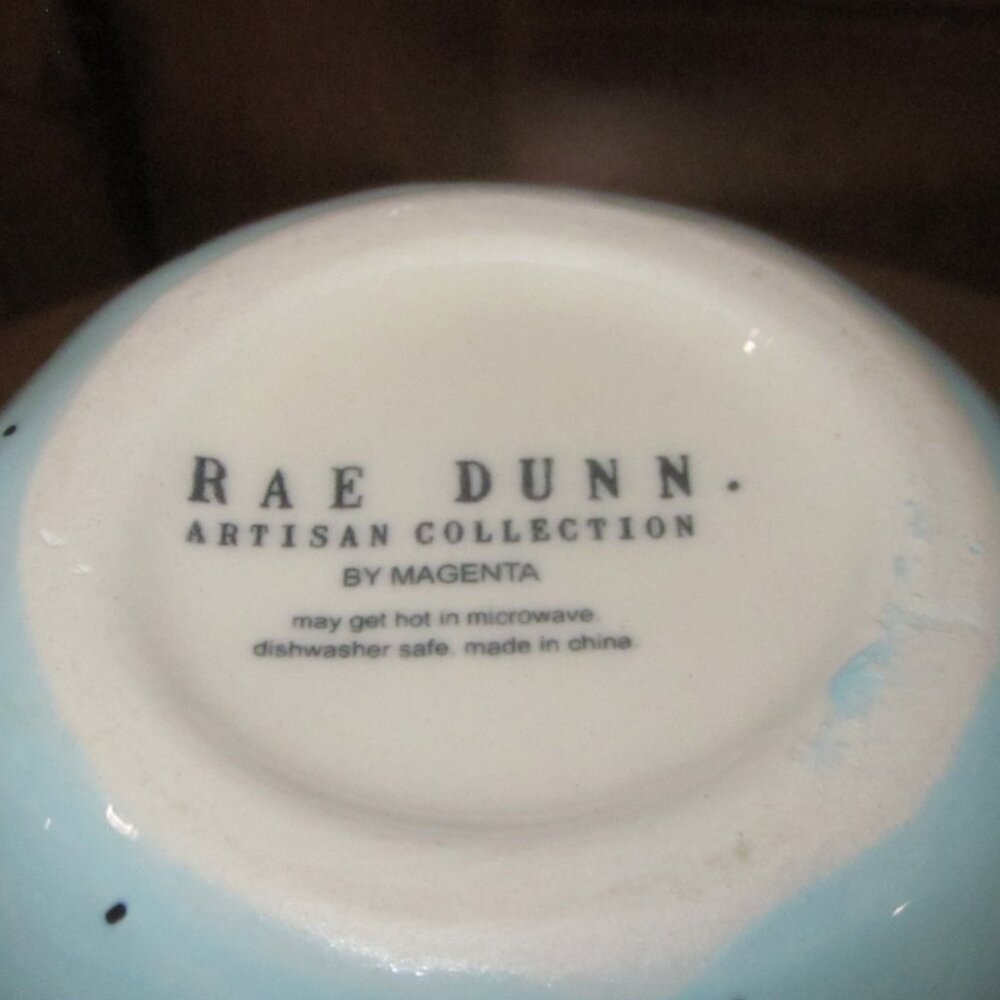 RAE DUNN.
ARTISAN COLLECTION
BY MAGENTA
may get hot in microwave.
dishwasher safe. made in china.